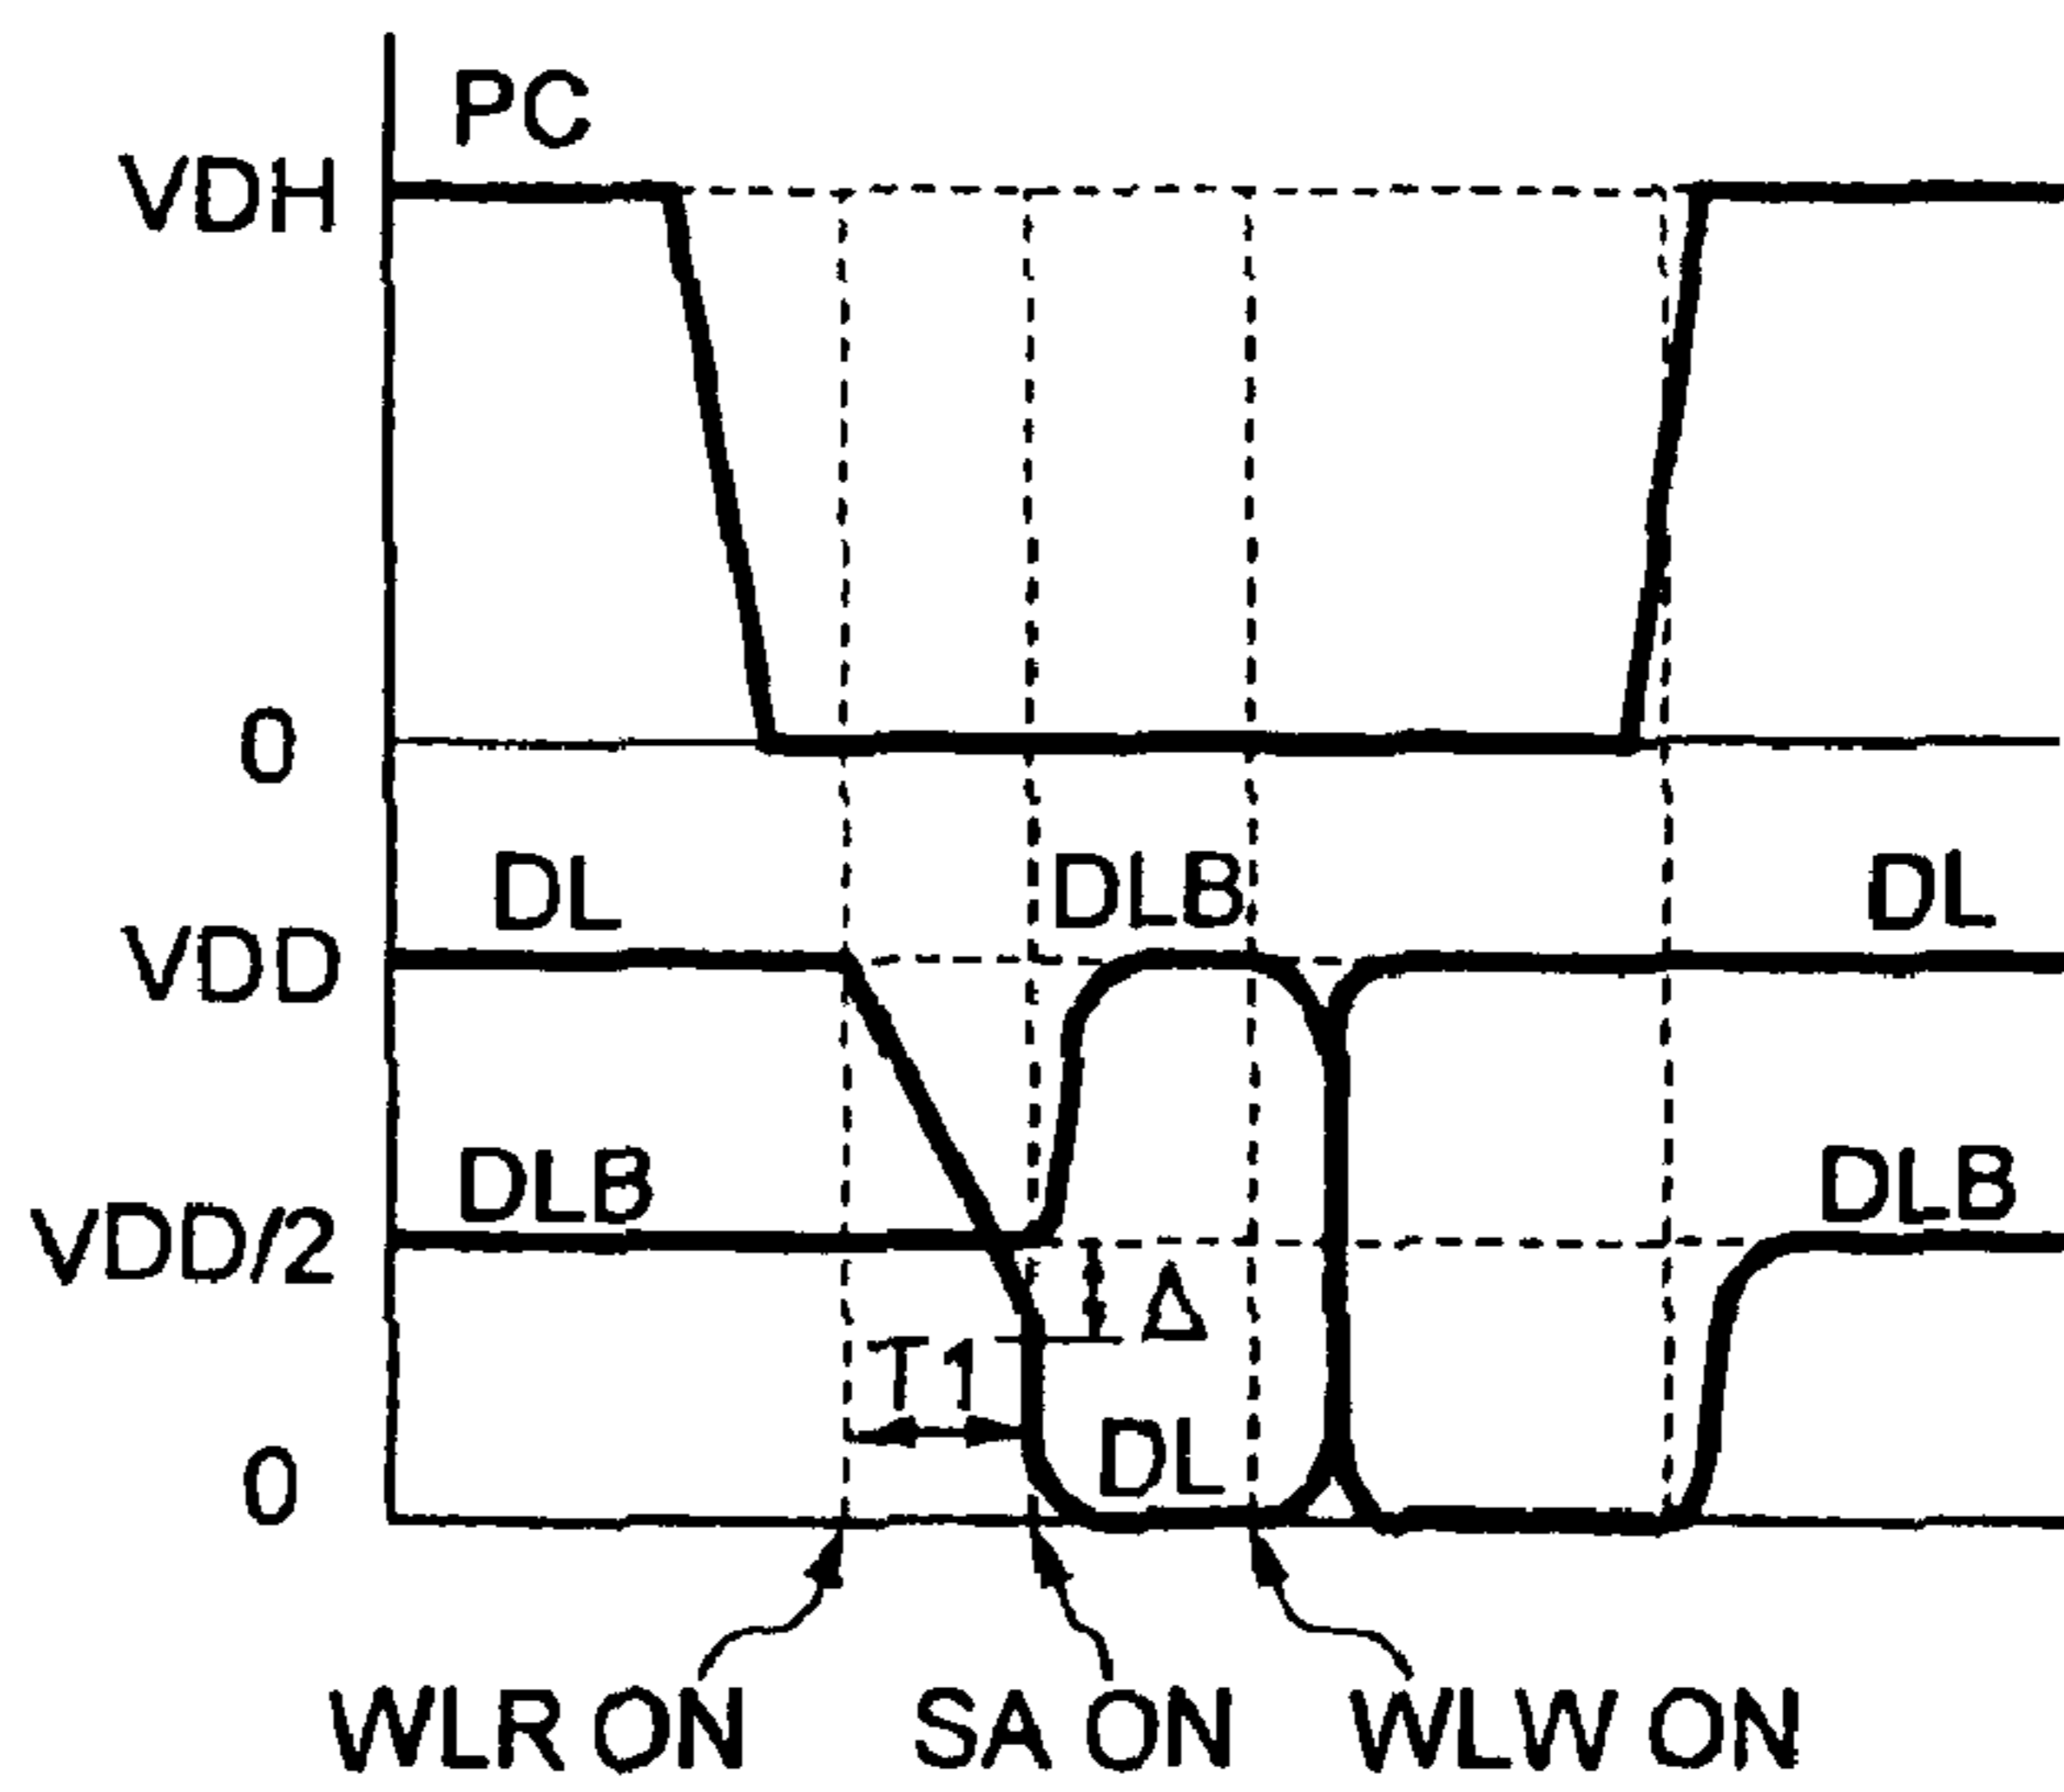 PC
VDH
0
DL DLB DL
VDD
DLB DLB
VDD/2
Δ
T1
DL
0
WLR ON SA ON WLW ON